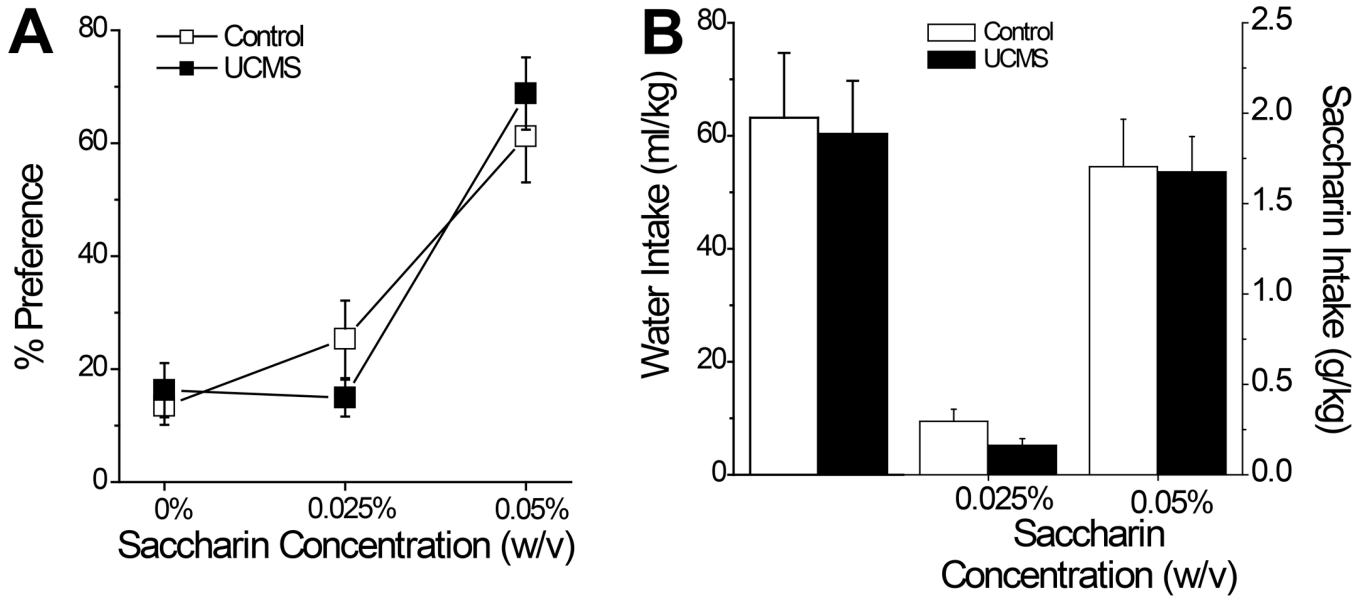 A
Control
UCMS
% Preference
80
60
40
20
0
0%
0.025%
0.05%
Saccharin Concentration (w/v)
B
Control
UCMS
Water Intake (ml/kg)
80
60
40
20
0
2.5
2.0
1.5
1.0
0.5
0.0
Saccharin Intake (g/kg)
0.025%
0.05%
Saccharin
Concentration (w/v)